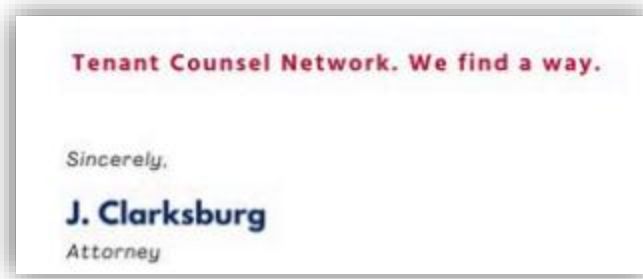 Tenant Counsel Network. We find a way.
Sincerely,
J. Clarksburg
Attorney